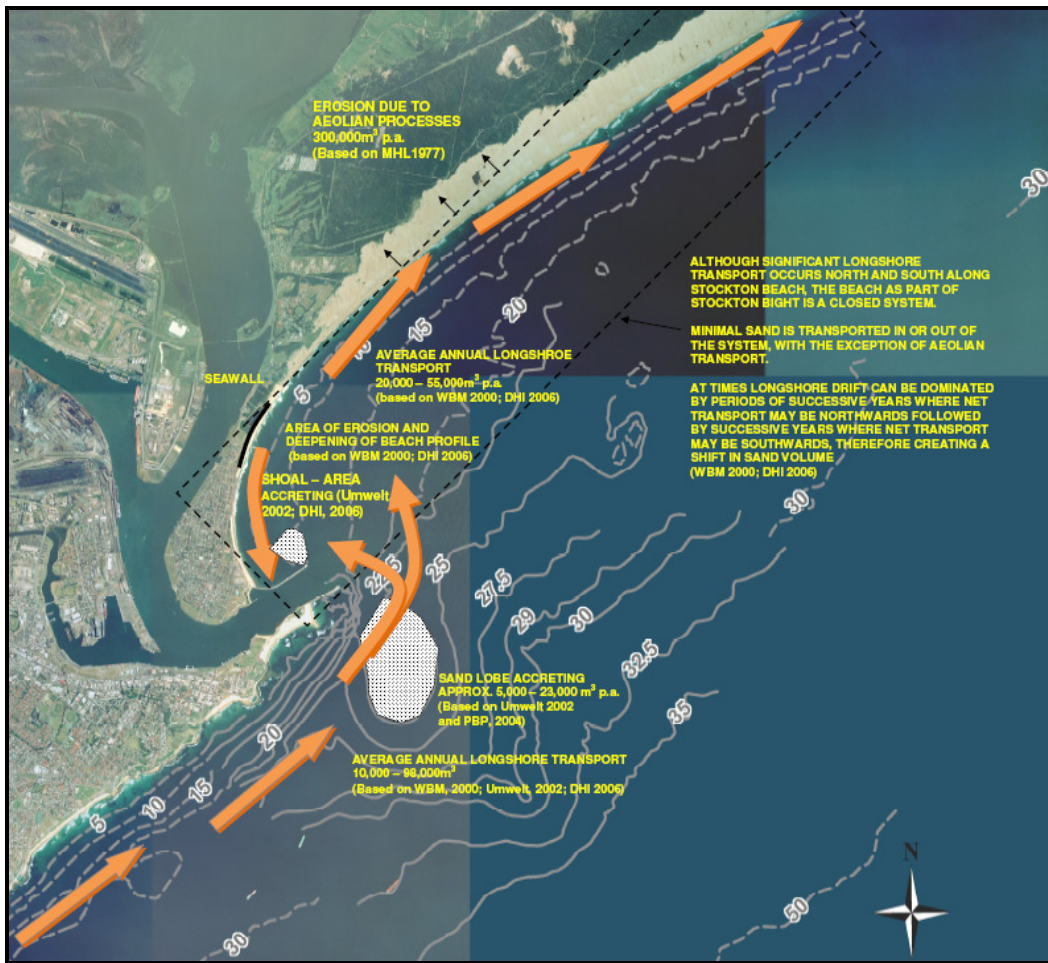 EROSION DUE TO
AEOLIAN PROCESSES
300,000m³ p.a.
(Based on MHL1977)
30
ALTHOUGH SIGNIFICANT LONGSHORE
TRANSPORT OCCURS NORTH AND SOUTH ALONG
STOCKTON BEACH, THE BEACH AS PART OF
STOCKTON BIGHT IS A CLOSED SYSTEM.
MINIMAL SAND IS TRANSPORTED IN OR OUT OF
THE SYSTEM, WITH THE EXCEPTION OF AEOLIAN
TRANSPORT.
AT TIMES LONGSHORE DRIFT CAN BE DOMINATED
BY PERIODS OF SUCCESSIVE YEARS WHERE NET
TRANSPORT MAY BE NORTHWARDS FOLLOWED
BY SUCCESSIVE YEARS WHERE NET TRANSPORT
MAY BE SOUTHWARDS, THEREFORE CREATING A
SHIFT IN SAND VOLUME
(WBM 2000; DHI 2006)
20
15
AVERAGE ANNUAL LONGSHROE
TRANSPORT
20,000 – 55,000m³ p.a.
(based on WBM 2000; DHI 2006)
SEAWALL
5
AREA OF EROSION AND
DEEPENING OF BEACH PROFILE
(based on WBM 2000; DHI 2006)
SHOAL – AREA
ACCRETING (Umwelt
2002; DHI, 2006)
30
25
27.5
29
30
32.5
35
SAND LOBE ACCRETING
APPROX. 5,000 – 23,000 m³ p.a.
(Based on Umwelt 2002
and PBP, 2004)
20
15
10
5
AVERAGE ANNUAL LONGSHORE TRANSPORT
10,000 – 98,000m³
(Based on WBM, 2000; Umwelt, 2002; DHI 2006)
N
50
30